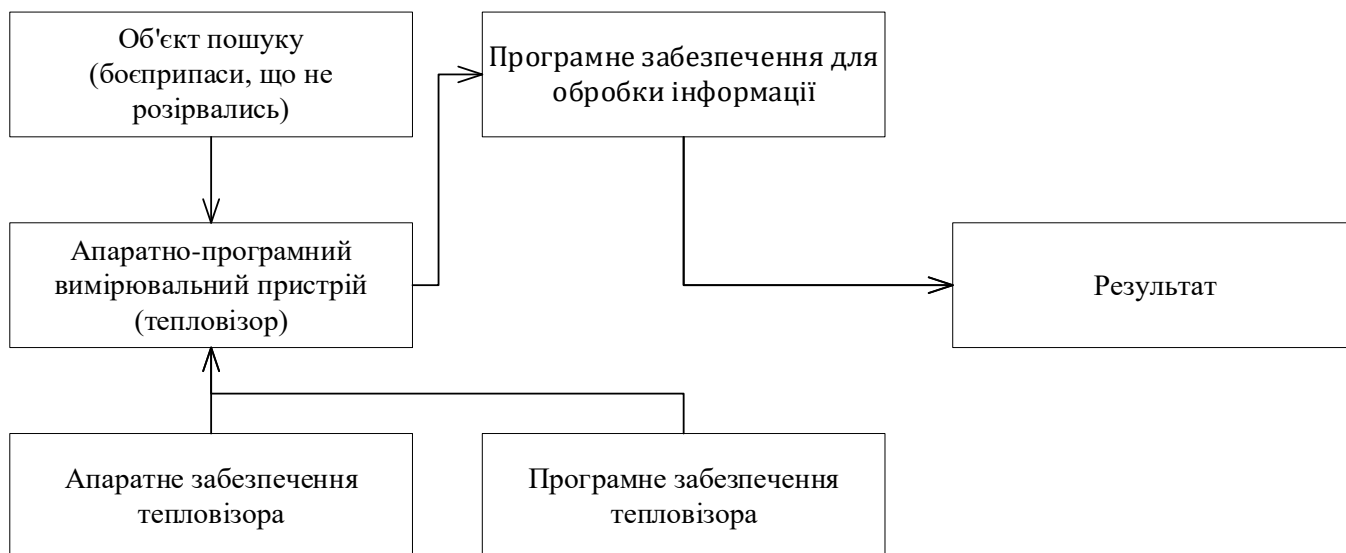 Об'єкт пошуку
(боєприпаси, що не
розірвались)
Програмне забезпечення для
обробки інформації
Апаратно-програмний
вимірювальний пристрій
(тепловізор)
Результат
Апаратне забезпечення
тепловізора
Програмне забезпечення
тепловізора